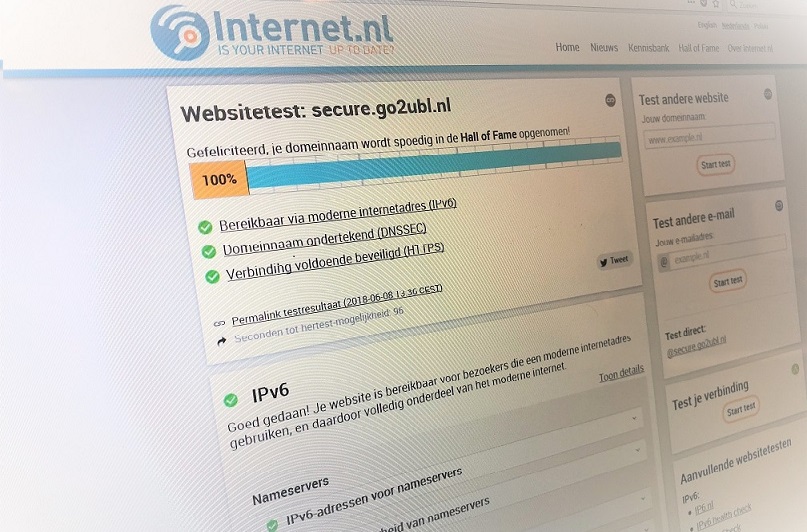 Internet.nl
IS YOUR INTERNET UP TO DATE?
English Nederlands Polski
Home Nieuws Kennisbank Hall of Fame Over Internet.nl
Websitetest: secure.go2ubl.nl
Gefeliciteerd, je domeinnaam wordt spoedig in de Hall of Fame opgenomen!
100%
Bereikbaar via moderne internetadres (IPv6)
Domeinnaam ondertekend (DNSSEC)
Verbinding voldoende beveiligd (HTTPS)
Tweet
Permalink testresultaat (2018-06-08 13:30 CEST)
Seconden tot hertest-mogelijkheid: 96
IPv6
Goed gedaan! Je website is bereikbaar voor bezoekers die een moderne internetadres
gebruiken, en daardoor volledig onderdeel van het moderne internet.
Toon details
Nameservers
IPv6-adressen voor nameservers
heid van nameservers
Test andere website
Jouw domeinnaam:
www.example.nl
Start test
Test andere e-mail
Jouw e-mailadres:
@ example.nl
Start test
Test direct:
@secure.go2ubl.nl
Test je verbinding
Start test
Aanvullende websitetesten
IPv6:
IP6.nl
IPv6 health check